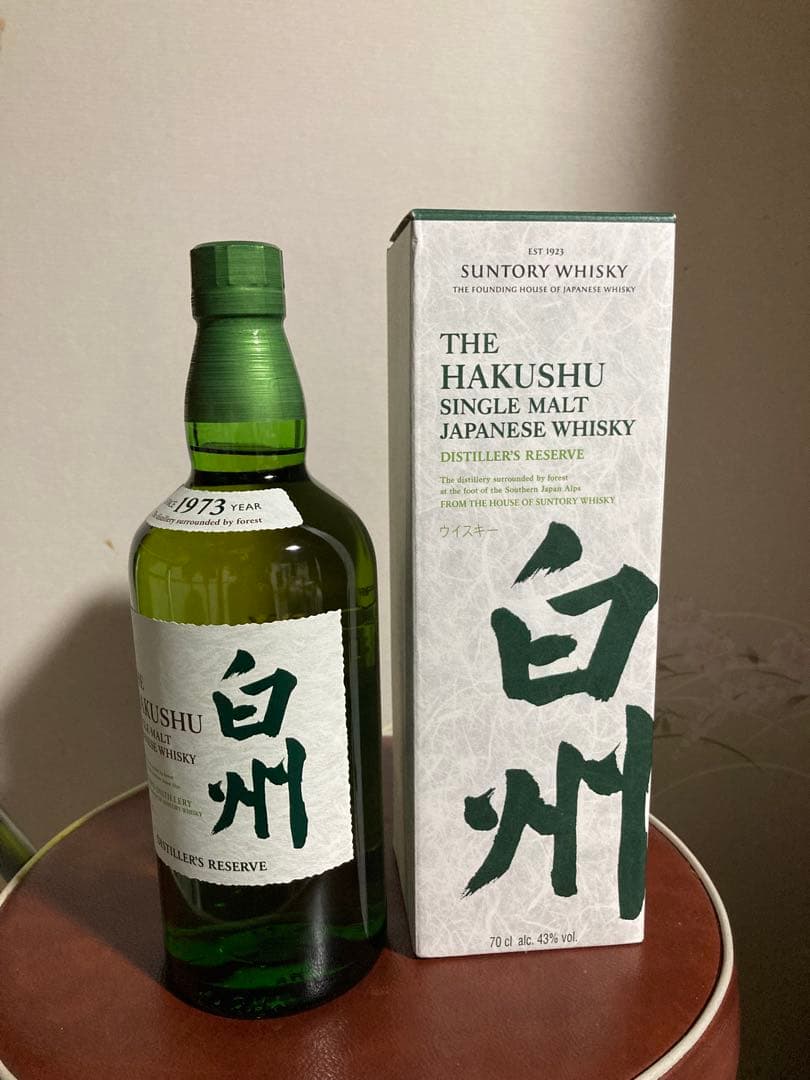 1973 YEAR
surrounded by forest
KUSHU
MALT
WHISKY
DISTILLERY
DISTILLER'S RESERVE
白州
EST 1923
SUNTORY WHISKY
THE FOUNDING HOUSE OF JAPANESE WHISKY
THE
HAKUSHU
SINGLE MALT
JAPANESE WHISKY
DISTILLER'S RESERVE
The distillery surrounded by forest
at the foot of the Southern Japan Alps
FROM THE HOUSE OF SUNTORY WHISKY
ウイスキー
白州
70 cl alc. 43% vol.